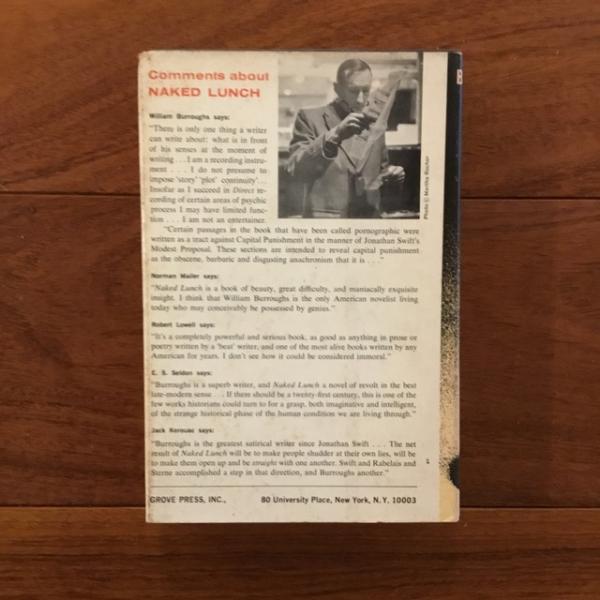 Comments about
NAKED LUNCH
William Burroughs says:
"There is only one thing a writer
can write about: what is in front
of his senses at the moment of
writing . . . I am a recording instru-
ment . . . . I do not presume to
impose 'story' 'plot' 'continuity' . . .
Insofar as I succeed in Direct re-
cording of certain areas of psychic
process I may have limited func-
tion . . . I am not an entertainer.
"Certain passages in the book that have been called pornographic were
written as a tract against Capital Punishment in the manner of Jonathan Swift's
Modest Proposal. These sections are intended to reveal capital punishment
as the obscene, barbaric and disgusting anachronism that it is . . ."
Photo © Martha Rocher
Norman Mailer says:
"Naked Lunch is a book of beauty, great difficulty, and maniacally exquisite
insight. I think that William Burroughs is the only American novelist living
today who may conceivably be possessed by genius."
Robert Lowell says:
"It's a completely powerful and serious book, as good as anything in prose or
poetry written by a 'beat' writer, and one of the most alive books written by any
American for years. I don't see how it could be considered immoral."
E. S. Seldon says:
"Burroughs is a superb writer, and Naked Lunch a novel of revolt in the best
late-modern sense . . . If there should be a twenty-first century, this is one of the
few works historians could turn to for a grasp, both imaginative and intelligent,
of the strange historical phase of the human condition we are living through."
Jack Kerouac says:
"Burroughs is the greatest satirical writer since Jonathan Swift . . . The net
result of Naked Lunch will be to make people shudder at their own lies, will be
to make them open up and be straight with one another. Swift and Rabelais and
Sterne accomplished a step in that direction, and Burroughs another."
GROVE PRESS, INC., 80 University Place, New York, N. Y. 10003